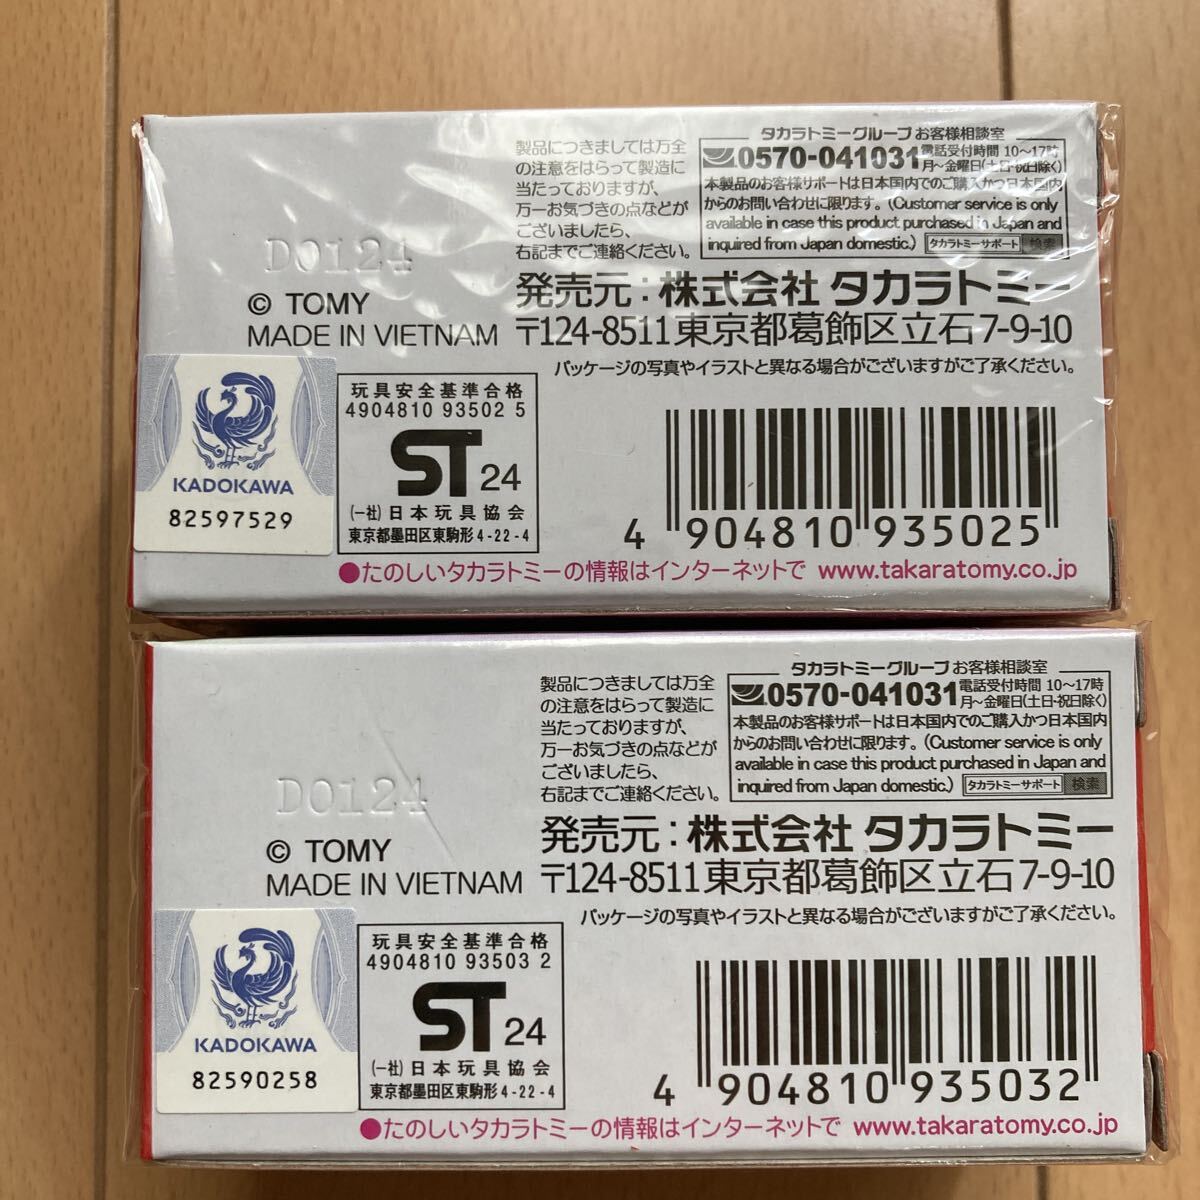 製品につきましては万全
の注意をはらって製造に
当たっておりますが、
万一お気づきの点などが
ございましたら、
右記までご連絡ください。
タカラトミーグループ お客様相談室
0570-041031 電話受付時間 10～17時
月～金曜日(土日・祝日除く)
本製品のお客様サポートは日本国内でのご購入かつ日本国内
からのお問い合わせに限ります。(Customer service is only
available in case this product purchased in Japan and
inquired from Japan domestic.) タカラトミーサポート 検索
D0124
© TOMY
MADE IN VIETNAM
発売元：株式会社 タカラトミー
〒124-8511 東京都葛飾区立石7-9-10
パッケージの写真やイラストと異なる場合がございますがご了承ください。
KADOKAWA
82597529
玩具安全基準合格
4904810 93502 5
ST 24
(一社)日本玩具協会
東京都墨田区東駒形4-22-4
4 904810 935025
●たのしいタカラトミーの情報はインターネットで www.takaratomy.co.jp
製品につきましては万全
の注意をはらって製造に
当たっておりますが、
万一お気づきの点などが
ございましたら、
右記までご連絡ください。
タカラトミーグループ お客様相談室
0570-041031 電話受付時間 10～17時
月～金曜日(土日・祝日除く)
本製品のお客様サポートは日本国内でのご購入かつ日本国内
からのお問い合わせに限ります。(Customer service is only
available in case this product purchased in Japan and
inquired from Japan domestic.) タカラトミーサポート 検索
D0124
© TOMY
MADE IN VIETNAM
発売元：株式会社 タカラトミー
〒124-8511 東京都葛飾区立石7-9-10
パッケージの写真やイラストと異なる場合がございますがご了承ください。
KADOKAWA
82590258
玩具安全基準合格
4904810 93503 2
ST 24
(一社)日本玩具協会
東京都墨田区東駒形4-22-4
4 904810 935032
●たのしいタカラトミーの情報はインターネットで www.takaratomy.co.jp